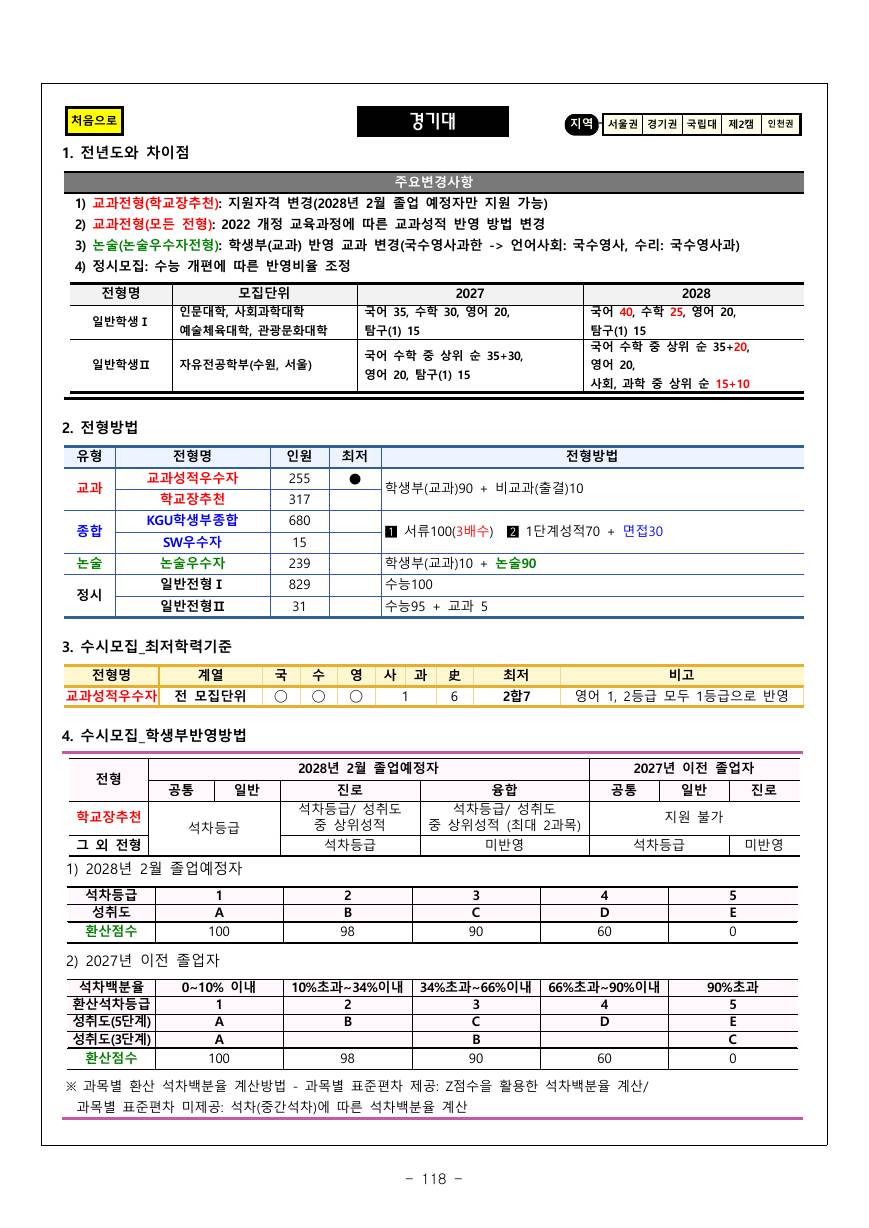 처음으로
경기대
지역 서울권 경기권 국립대 제2캠 인천권
1. 전년도와 차이점
주요변경사항
1) 교과전형(학교장추천): 지원자격 변경(2028년 2월 졸업 예정자만 지원 가능)
2) 교과전형(모든 전형): 2022 개정 교육과정에 따른 교과성적 반영 방법 변경
3) 논술(논술우수자전형): 학생부(교과) 반영 교과 변경(국수영사과한 -> 언어사회: 국수영사, 수리: 국수영사과)
4) 정시모집: 수능 개편에 따른 반영비율 조정
전형명 모집단위 2027 2028
일반학생Ⅰ
인문대학, 사회과학대학
예술체육대학, 관광문화대학
국어 35, 수학 30, 영어 20,
탐구(1) 15
국어 40, 수학 25, 영어 20,
탐구(1) 15
일반학생Ⅱ
자유전공학부(수원, 서울)
국어 수학 중 상위 순 35+30,
영어 20, 탐구(1) 15
국어 수학 중 상위 순 35+20,
영어 20,
사회, 과학 중 상위 순 15+10
2. 전형방법
유형 전형명 인원 최저 전형방법
교과
교과성적우수자 255 ●
학교장추천 317
학생부(교과)90 + 비교과(출결)10
종합
KGU학생부종합 680
SW우수자 15
1 서류100(3배수) 2 1단계성적70 + 면접30
논술 논술우수자 239 학생부(교과)10 + 논술90
정시
일반전형Ⅰ 829 수능100
일반전형Ⅱ 31 수능95 + 교과 5
3. 수시모집_최저학력기준
전형명 계열 국 수 영 사 과 史 최저 비고
교과성적우수자 전 모집단위 ○ ○ ○ 1 6 2합7 영어 1, 2등급 모두 1등급으로 반영
4. 수시모집_학생부반영방법
전형 2028년 2월 졸업예정자 2027년 이전 졸업자
공통 일반 진로 융합 공통 일반 진로
학교장추천
석차등급
석차등급/ 성취도
중 상위성적
석차등급/ 성취도
중 상위성적 (최대 2과목)
지원 불가
그 외 전형 석차등급 미반영 석차등급 미반영
1) 2028년 2월 졸업예정자
석차등급 1 2 3 4 5
성취도 A B C D E
환산점수 100 98 90 60 0
2) 2027년 이전 졸업자
석차백분율 0~10% 이내 10%초과~34%이내 34%초과~66%이내 66%초과~90%이내 90%초과
환산석차등급 1 2 3 4 5
성취도(5단계) A B C D E
성취도(3단계) A B C
환산점수 100 98 90 60 0
※ 과목별 환산 석차백분율 계산방법 - 과목별 표준편차 제공: Z점수을 활용한 석차백분율 계산/
과목별 표준편차 미제공: 석차(중간석차)에 따른 석차백분율 계산
- 118 -